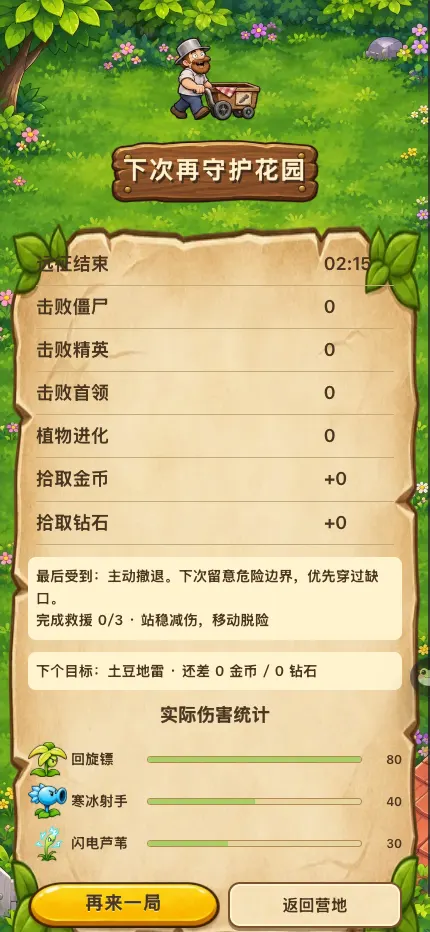 下次再守护花园
远征结束 02:15
击败僵尸 0
击败精英 0
击败首领 0
植物进化 0
拾取金币 +0
拾取钻石 +0
最后受到：主动撤退。下次留意危险边界，优先穿过缺
口。
完成救援 0/3 · 站稳减伤，移动脱险
下个目标：土豆地雷 · 还差 0 金币 / 0 钻石
实际伤害统计
回旋镖 80
寒冰射手 40
闪电芦苇 30
再来一局
返回营地